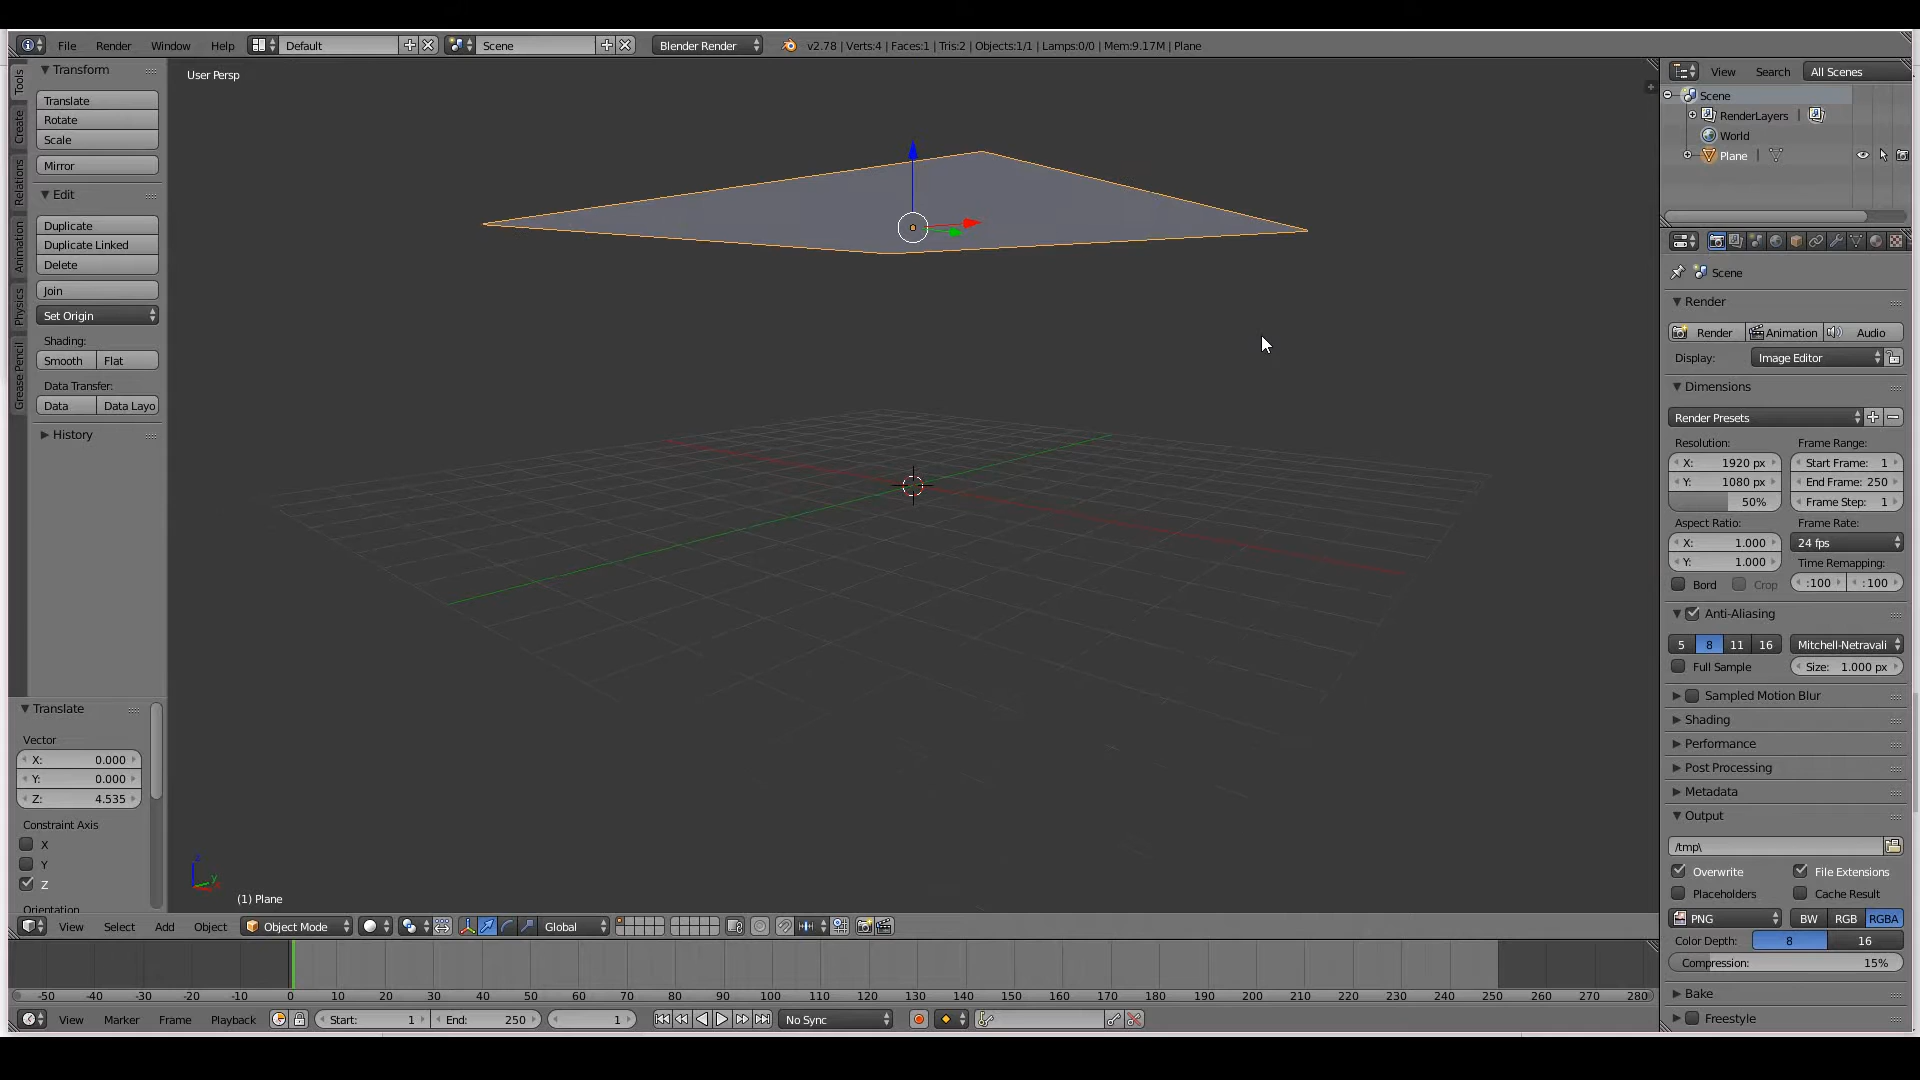 File Render Window Help Default Scene Blender Render v2.78 | Verts:4 | Faces:1 | Tris:2 | Objects:1/1 | Lamps:0/0 | Mem:9.17M | Plane
Tools
Create
Relations
Animation
Physics
Grease Pencil
Transform
Translate
Rotate
Scale
Mirror
Edit
Duplicate
Duplicate Linked
Delete
Join
Set Origin
Shading:
Smooth Flat
Data Transfer:
Data Data Layo
History
Translate
Vector
X: 0.000
Y: 0.000
Z: 4.535
Constraint Axis
X
Y
Z
Orientation
User Persp
z
y
(1) Plane
View Select Add Object Object Mode Global
-50 -40 -30 -20 -10 0 10 20 30 40 50 60 70 80 90 100 110 120 130 140 150 160 170 180 190 200 210 220 230 240 250 260 270 280
View Marker Frame Playback Start: 1 End: 250 1 No Sync
View Search All Scenes
Scene
RenderLayers |
World
Plane |
Scene
Render
Render Animation Audio
Display: Image Editor
Dimensions
Render Presets
Resolution: Frame Range:
X: 1920 px Start Frame: 1
Y: 1080 px End Frame: 250
50% Frame Step: 1
Aspect Ratio: Frame Rate:
X: 1.000 24 fps
Y: 1.000 Time Remapping:
Bord Crop :100 :100
Anti-Aliasing
5 8 11 16 Mitchell-Netravali
Full Sample Size: 1.000 px
Sampled Motion Blur
Shading
Performance
Post Processing
Metadata
Output
/tmp\
Overwrite File Extensions
Placeholders Cache Result
PNG BW RGB RGBA
Color Depth: 8 16
Compression: 15%
Bake
Freestyle